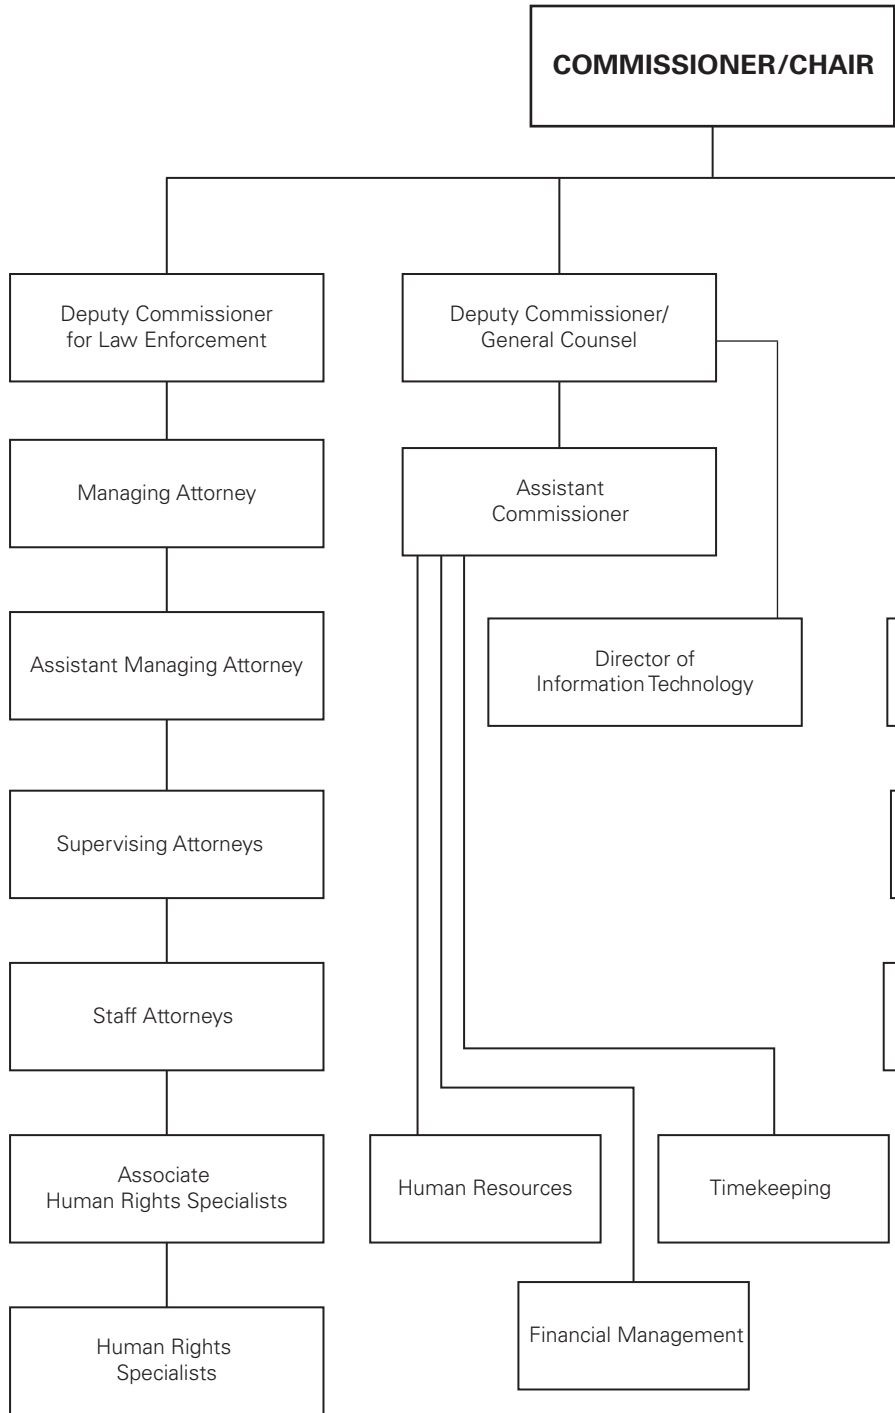 COMMISSIONER/CHAIR
Deputy Commissioner
for Law Enforcement
Deputy Commissioner/
General Counsel
Managing Attorney
Assistant
Commissioner
Assistant Managing Attorney
Director of
Information Technology
Supervising Attorneys
Staff Attorneys
Associate
Human Rights Specialists
Human Resources
Timekeeping
Human Rights
Specialists
Financial Management